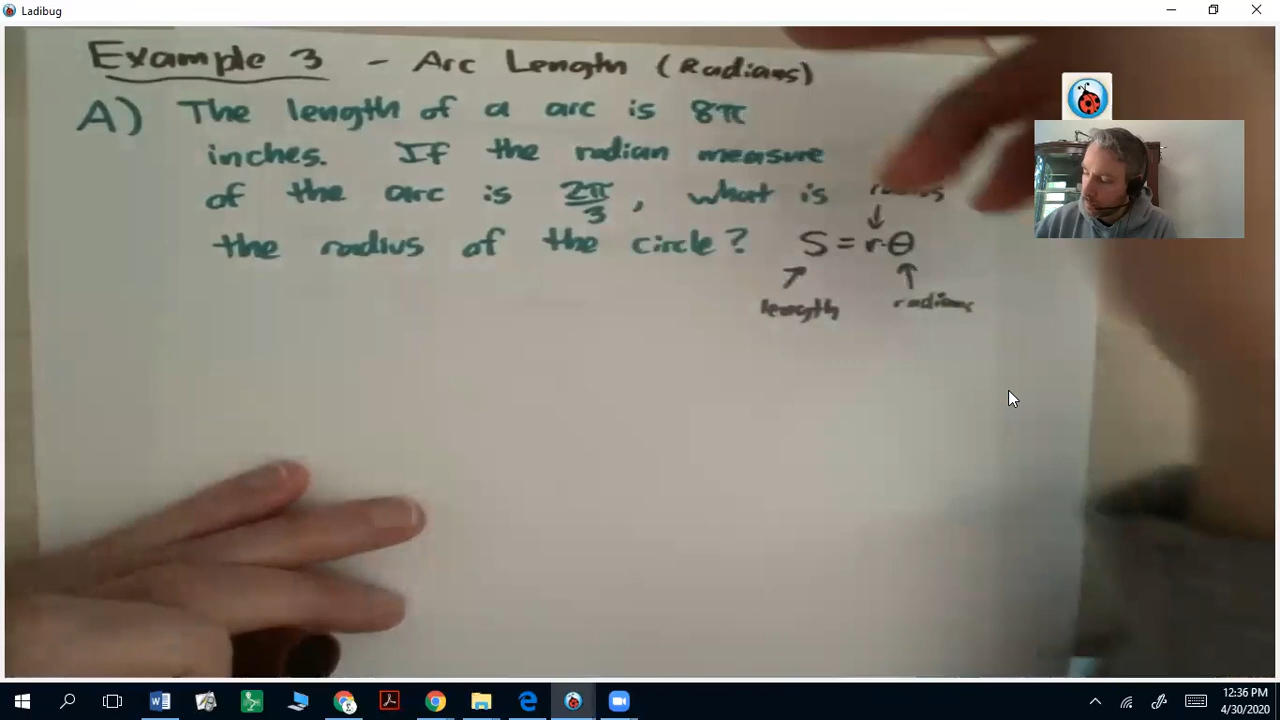 Ladibug
Example 3 - Arc Length (Radians)
A) The length of a arc is 8π
inches. If the radian measure
of the arc is 2π/3, what is
the radius of the circle?
radius
S = r·θ
length
radians
12:36 PM
4/30/2020